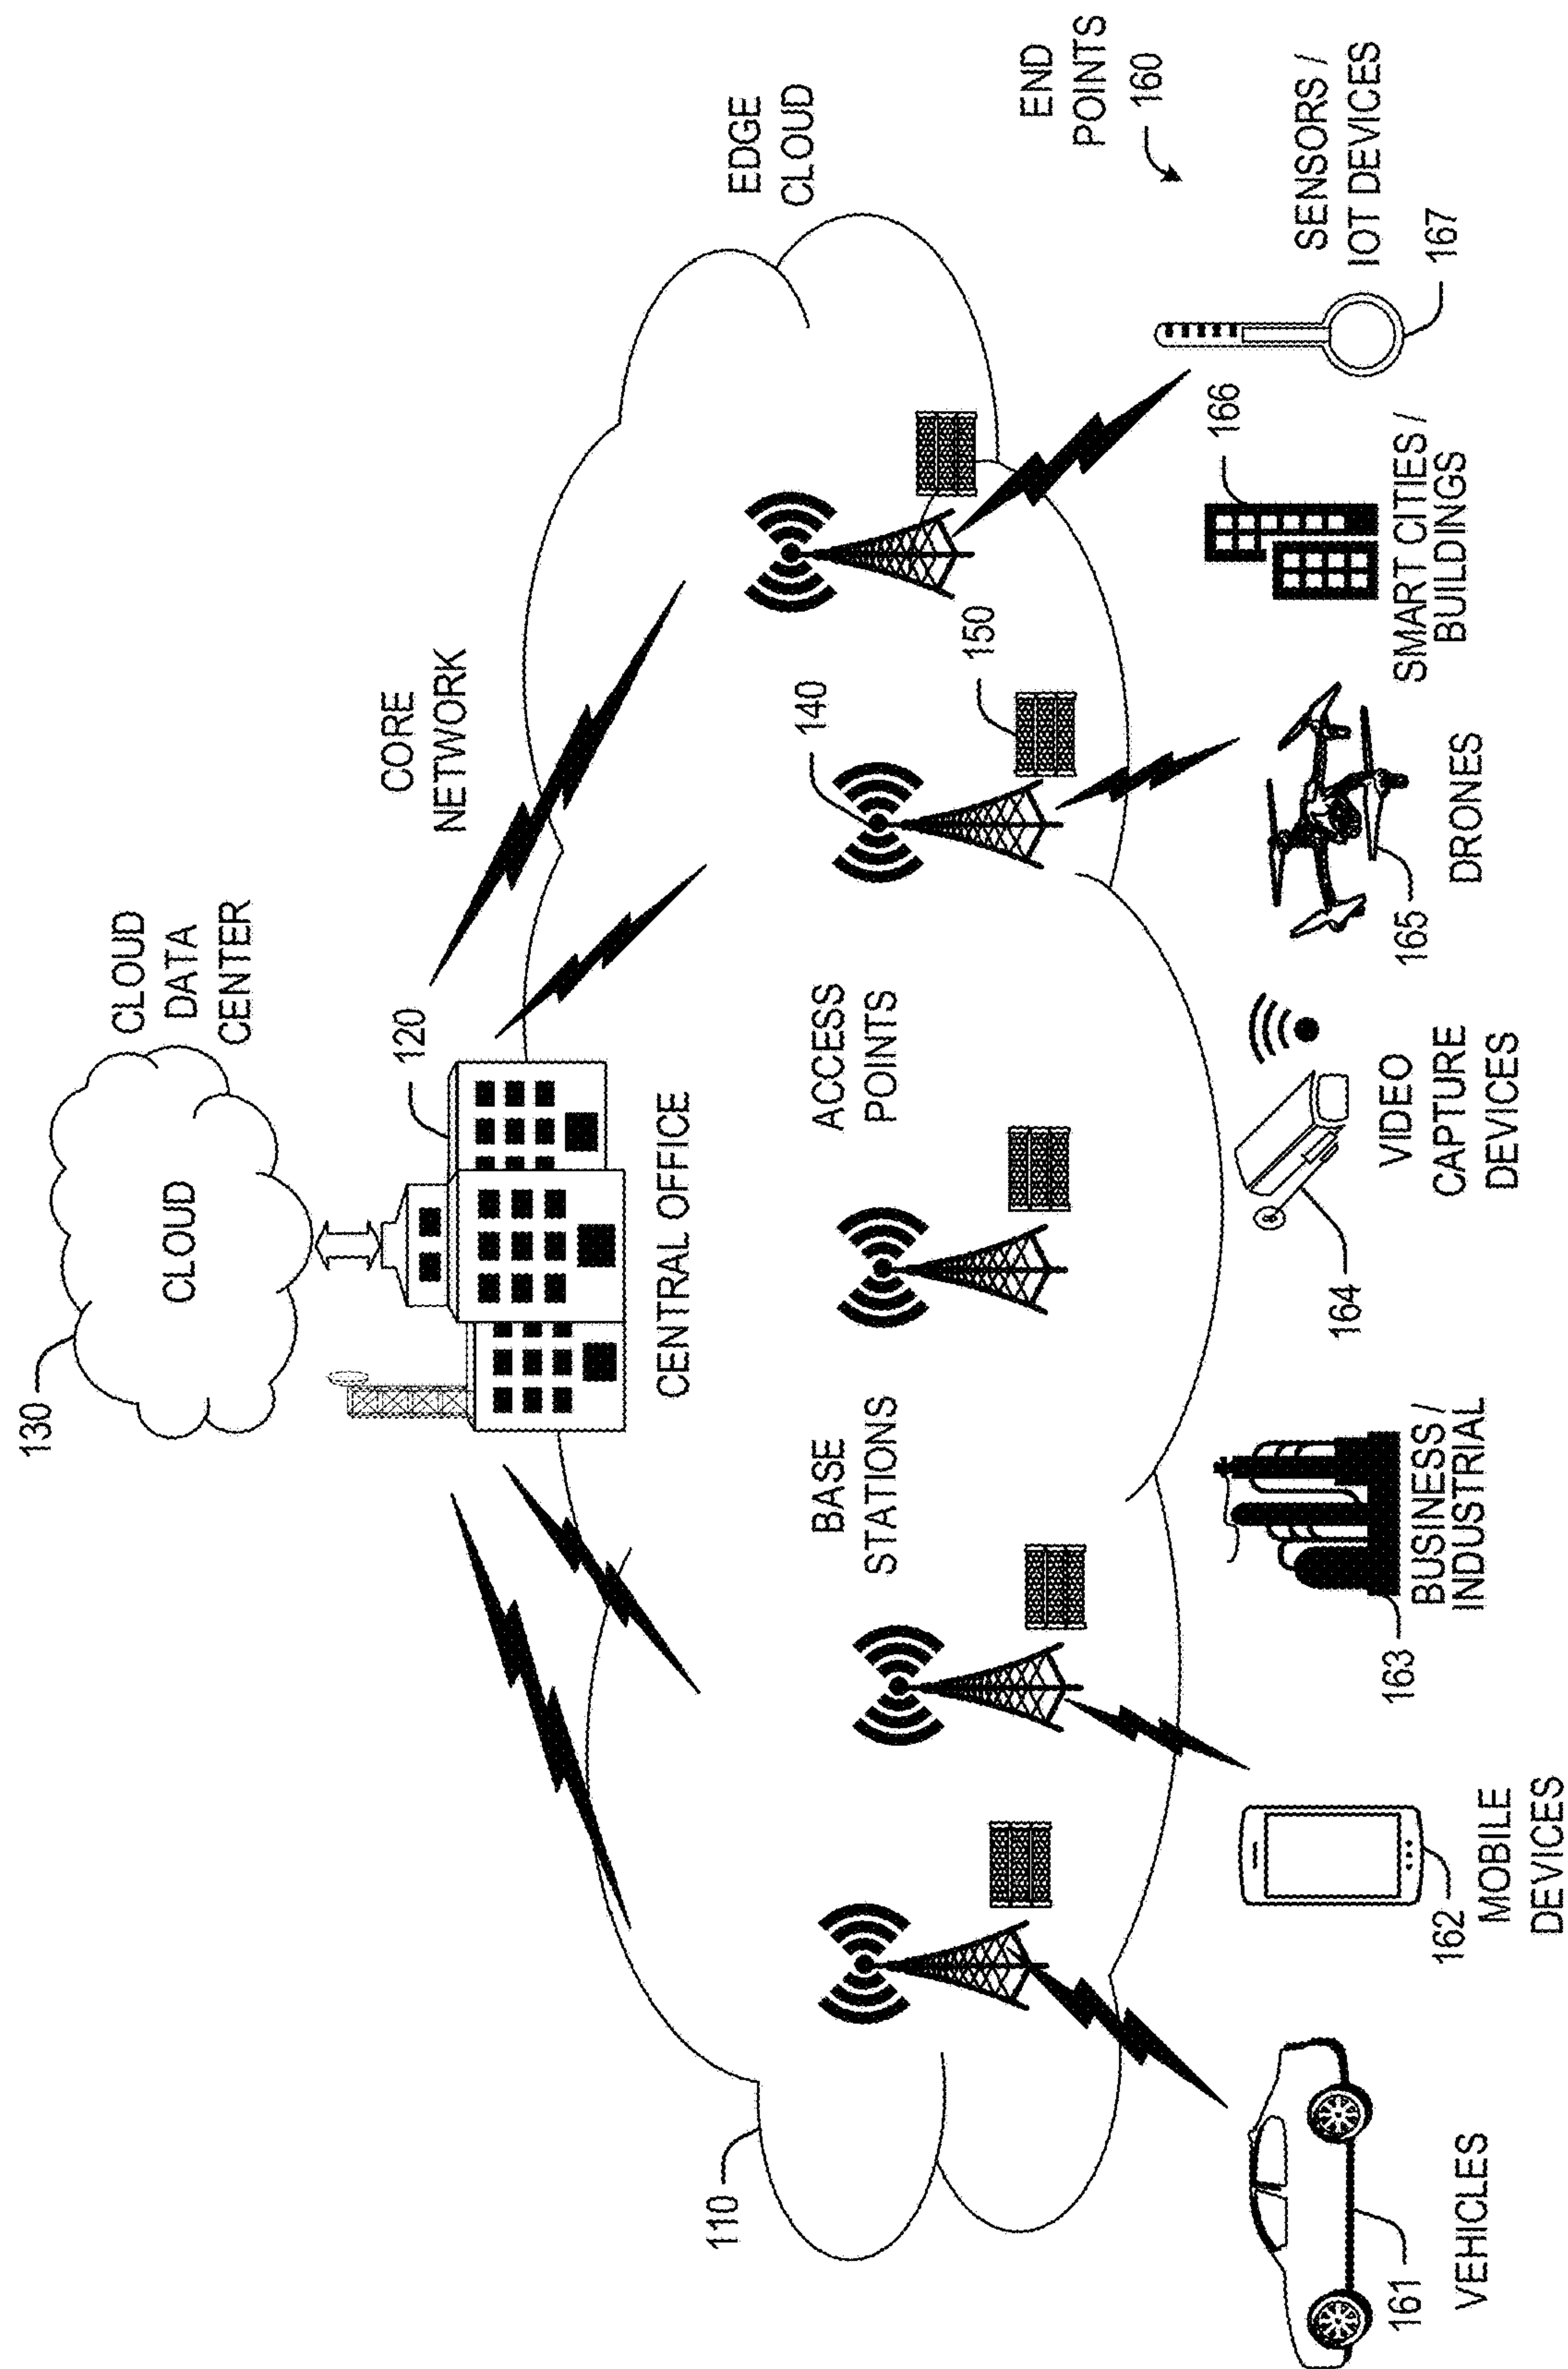 130
CLOUD
CLOUD
DATA
CENTER
120
CENTRAL OFFICE
CORE
NETWORK
EDGE
CLOUD
110
BASE
STATIONS
ACCESS
POINTS
140
150
END
POINTS
160
161
VEHICLES
162
MOBILE
DEVICES
163
BUSINESS /
INDUSTRIAL
164
VIDEO
CAPTURE
DEVICES
165
DRONES
166
SMART CITIES /
BUILDINGS
SENSORS /
IOT DEVICES
167